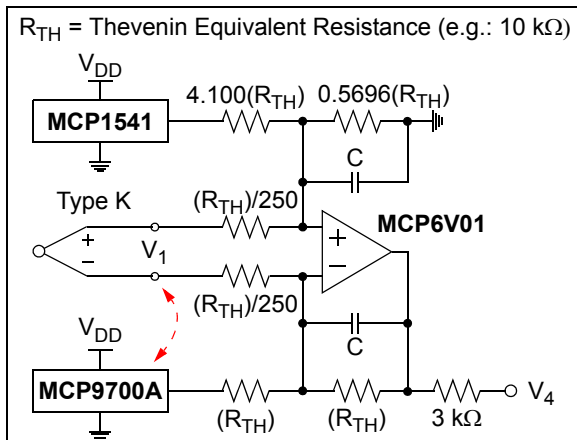 R_TH = Thevenin Equivalent Resistance (e.g.: 10 kΩ)
V_DD
4.100(R_TH) 0.5696(R_TH)
MCP1541
C
Type K
(R_TH)/250
MCP6V01
+
−
+
−
V_1
(R_TH)/250
V_DD
C
MCP9700A
(R_TH)
(R_TH)
3 kΩ
V_4